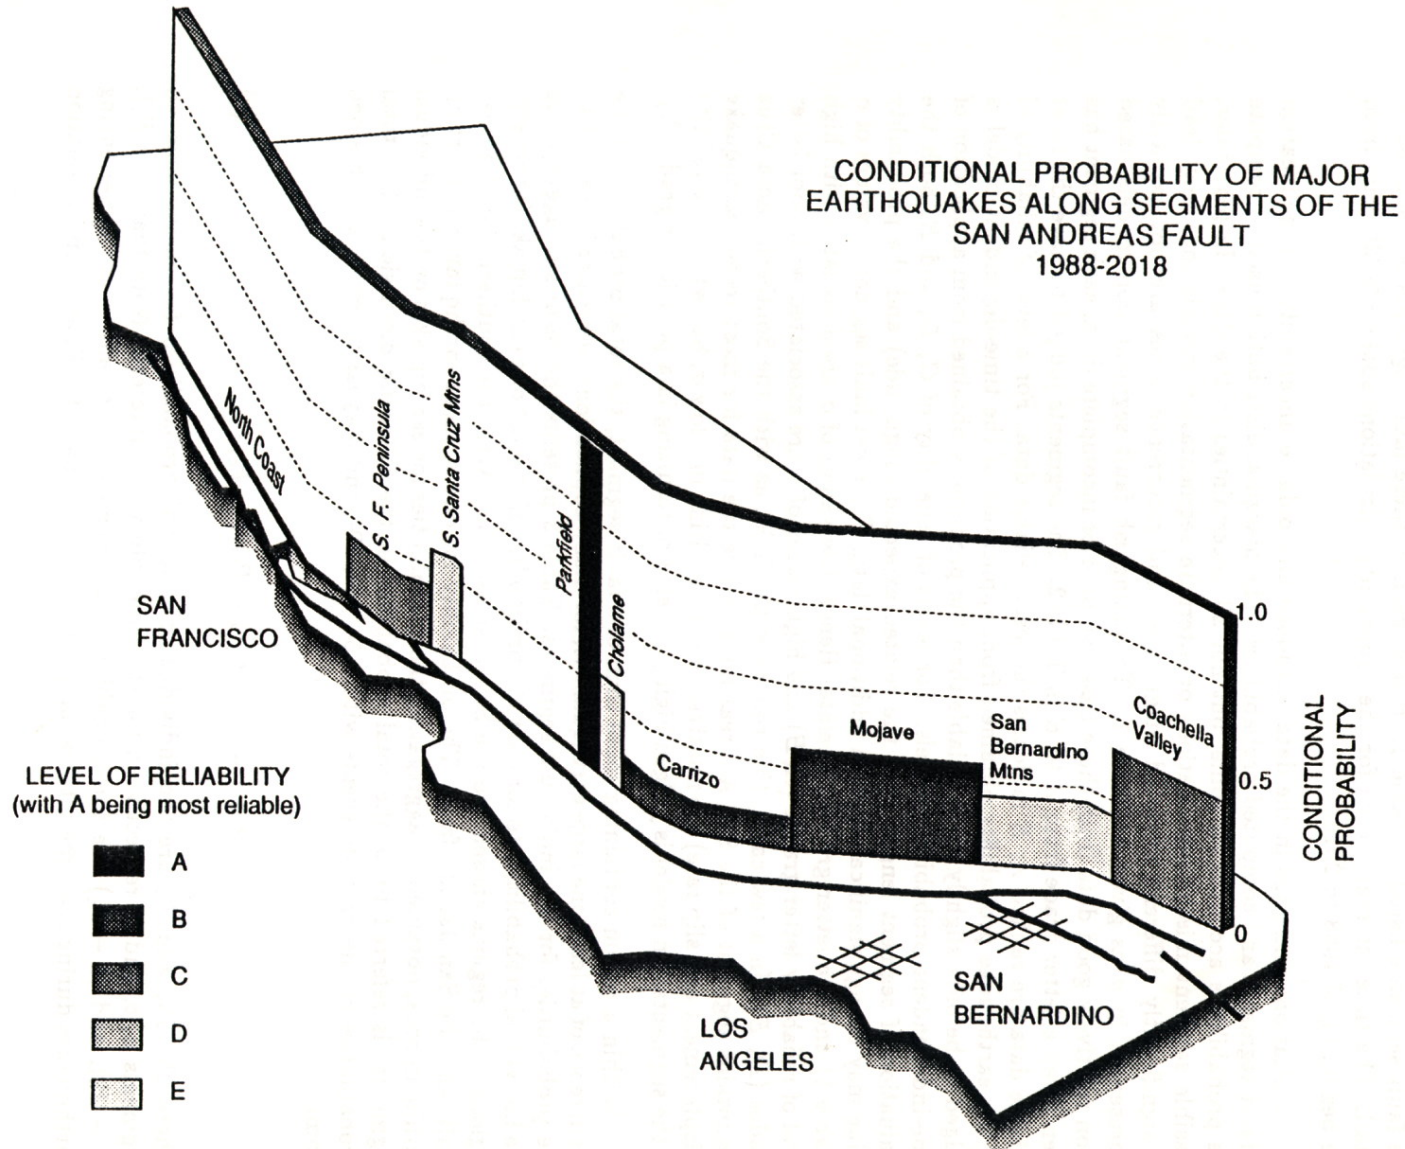 CONDITIONAL PROBABILITY OF MAJOR
EARTHQUAKES ALONG SEGMENTS OF THE
SAN ANDREAS FAULT
1988-2018
North Coast
S. F. Peninsula
S. Santa Cruz Mtns
Parkfield
Cholame
Carrizo
Mojave
San
Bernardino
Mtns
Coachella
Valley
1.0
0.5
0
CONDITIONAL
PROBABILITY
SAN
FRANCISCO
LOS
ANGELES
SAN
BERNARDINO
LEVEL OF RELIABILITY
(with A being most reliable)
A
B
C
D
E